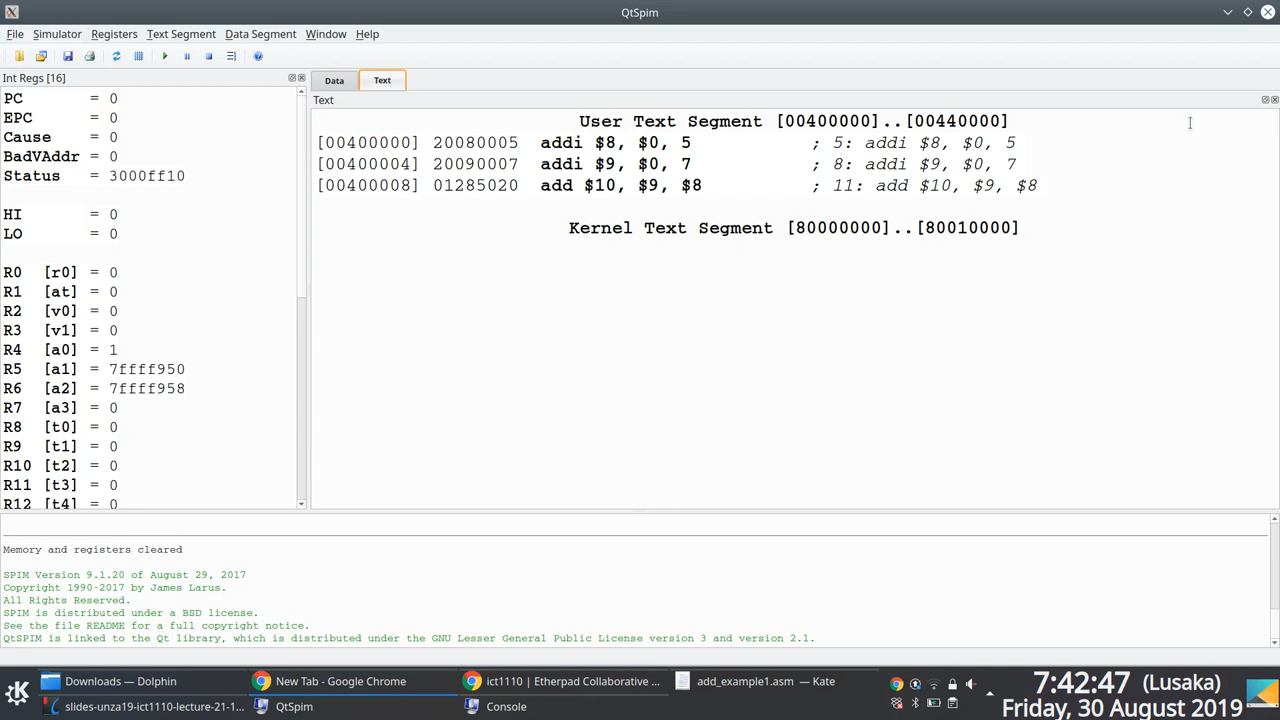 QtSpim
File Simulator Registers Text Segment Data Segment Window Help
Int Regs [16]
PC = 0
EPC = 0
Cause = 0
BadVAddr = 0
Status = 3000ff10
HI = 0
LO = 0
R0 [r0] = 0
R1 [at] = 0
R2 [v0] = 0
R3 [v1] = 0
R4 [a0] = 1
R5 [a1] = 7ffff950
R6 [a2] = 7ffff958
R7 [a3] = 0
R8 [t0] = 0
R9 [t1] = 0
R10 [t2] = 0
R11 [t3] = 0
R12 [t4] = 0
Data Text
Text
User Text Segment [00400000]..[00440000]
[00400000] 20080005 addi $8, $0, 5 ; 5: addi $8, $0, 5
[00400004] 20090007 addi $9, $0, 7 ; 8: addi $9, $0, 7
[00400008] 01285020 add $10, $9, $8 ; 11: add $10, $9, $8
Kernel Text Segment [80000000]..[80010000]
Memory and registers cleared
SPIM Version 9.1.20 of August 29, 2017
Copyright 1990-2017 by James Larus.
All Rights Reserved.
SPIM is distributed under a BSD license.
See the file README for a full copyright notice.
QtSPIM is linked to the Qt library, which is distributed under the GNU Lesser General Public License version 3 and version 2.1.
Downloads — Dolphin New Tab - Google Chrome ict1110 | Etherpad Collaborative ... add_example1.asm — Kate
slides-unza19-ict1110-lecture-21-1... QtSpim Console
7:42:47 (Lusaka)
Friday, 30 August 2019